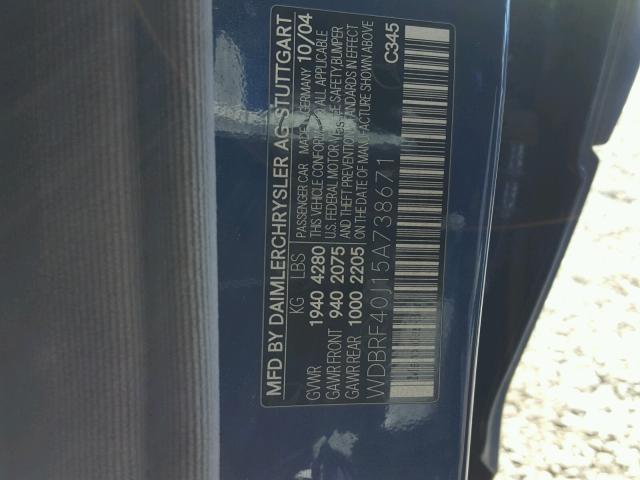 MFD BY DAIMLERCHRYSLER AG STUTTGART
KG LBS PASSENGER CAR MADE GERMANY 10/04
GVWR 1940 4280 THIS VEHICLE ALL APPLICABLE
GAWR FRONT 940 2075 U.S. FEDERAL MOTOR SAFETY,BUMPER
GAWR REAR 1000 2205 AND THEFT PREVENTION STANDARDS IN EFFECT
ON THE DATE OF MANUFACTURE SHOWN ABOVE
WDBRF40J15A738671 C345